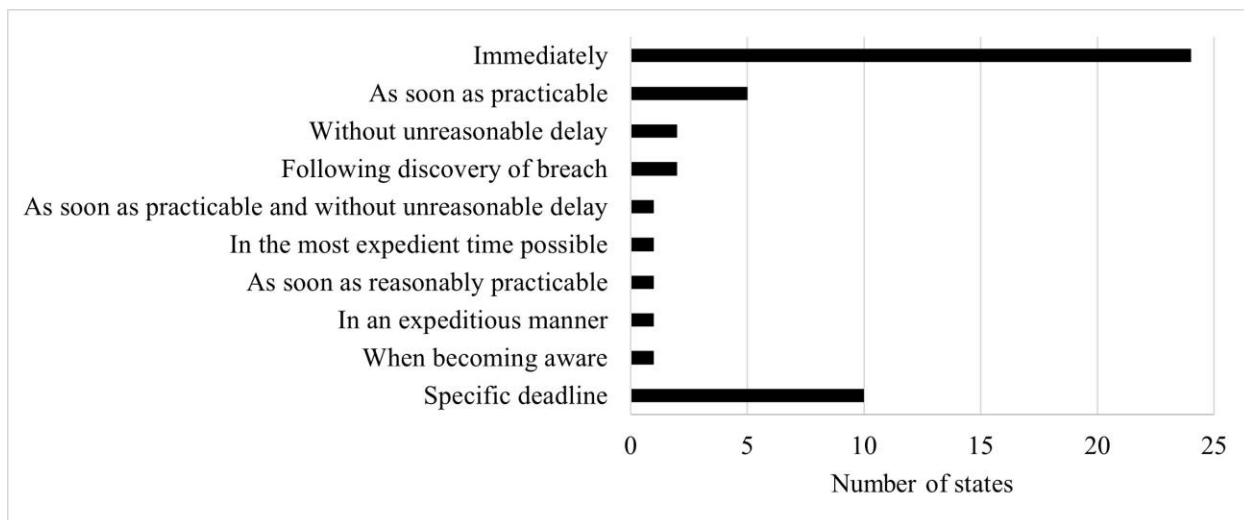 Immediately
As soon as practicable
Without unreasonable delay
Following discovery of breach
As soon as practicable and without unreasonable delay
In the most expedient time possible
As soon as reasonably practicable
In an expeditious manner
When becoming aware
Specific deadline
0 5 10 15 20 25
Number of states